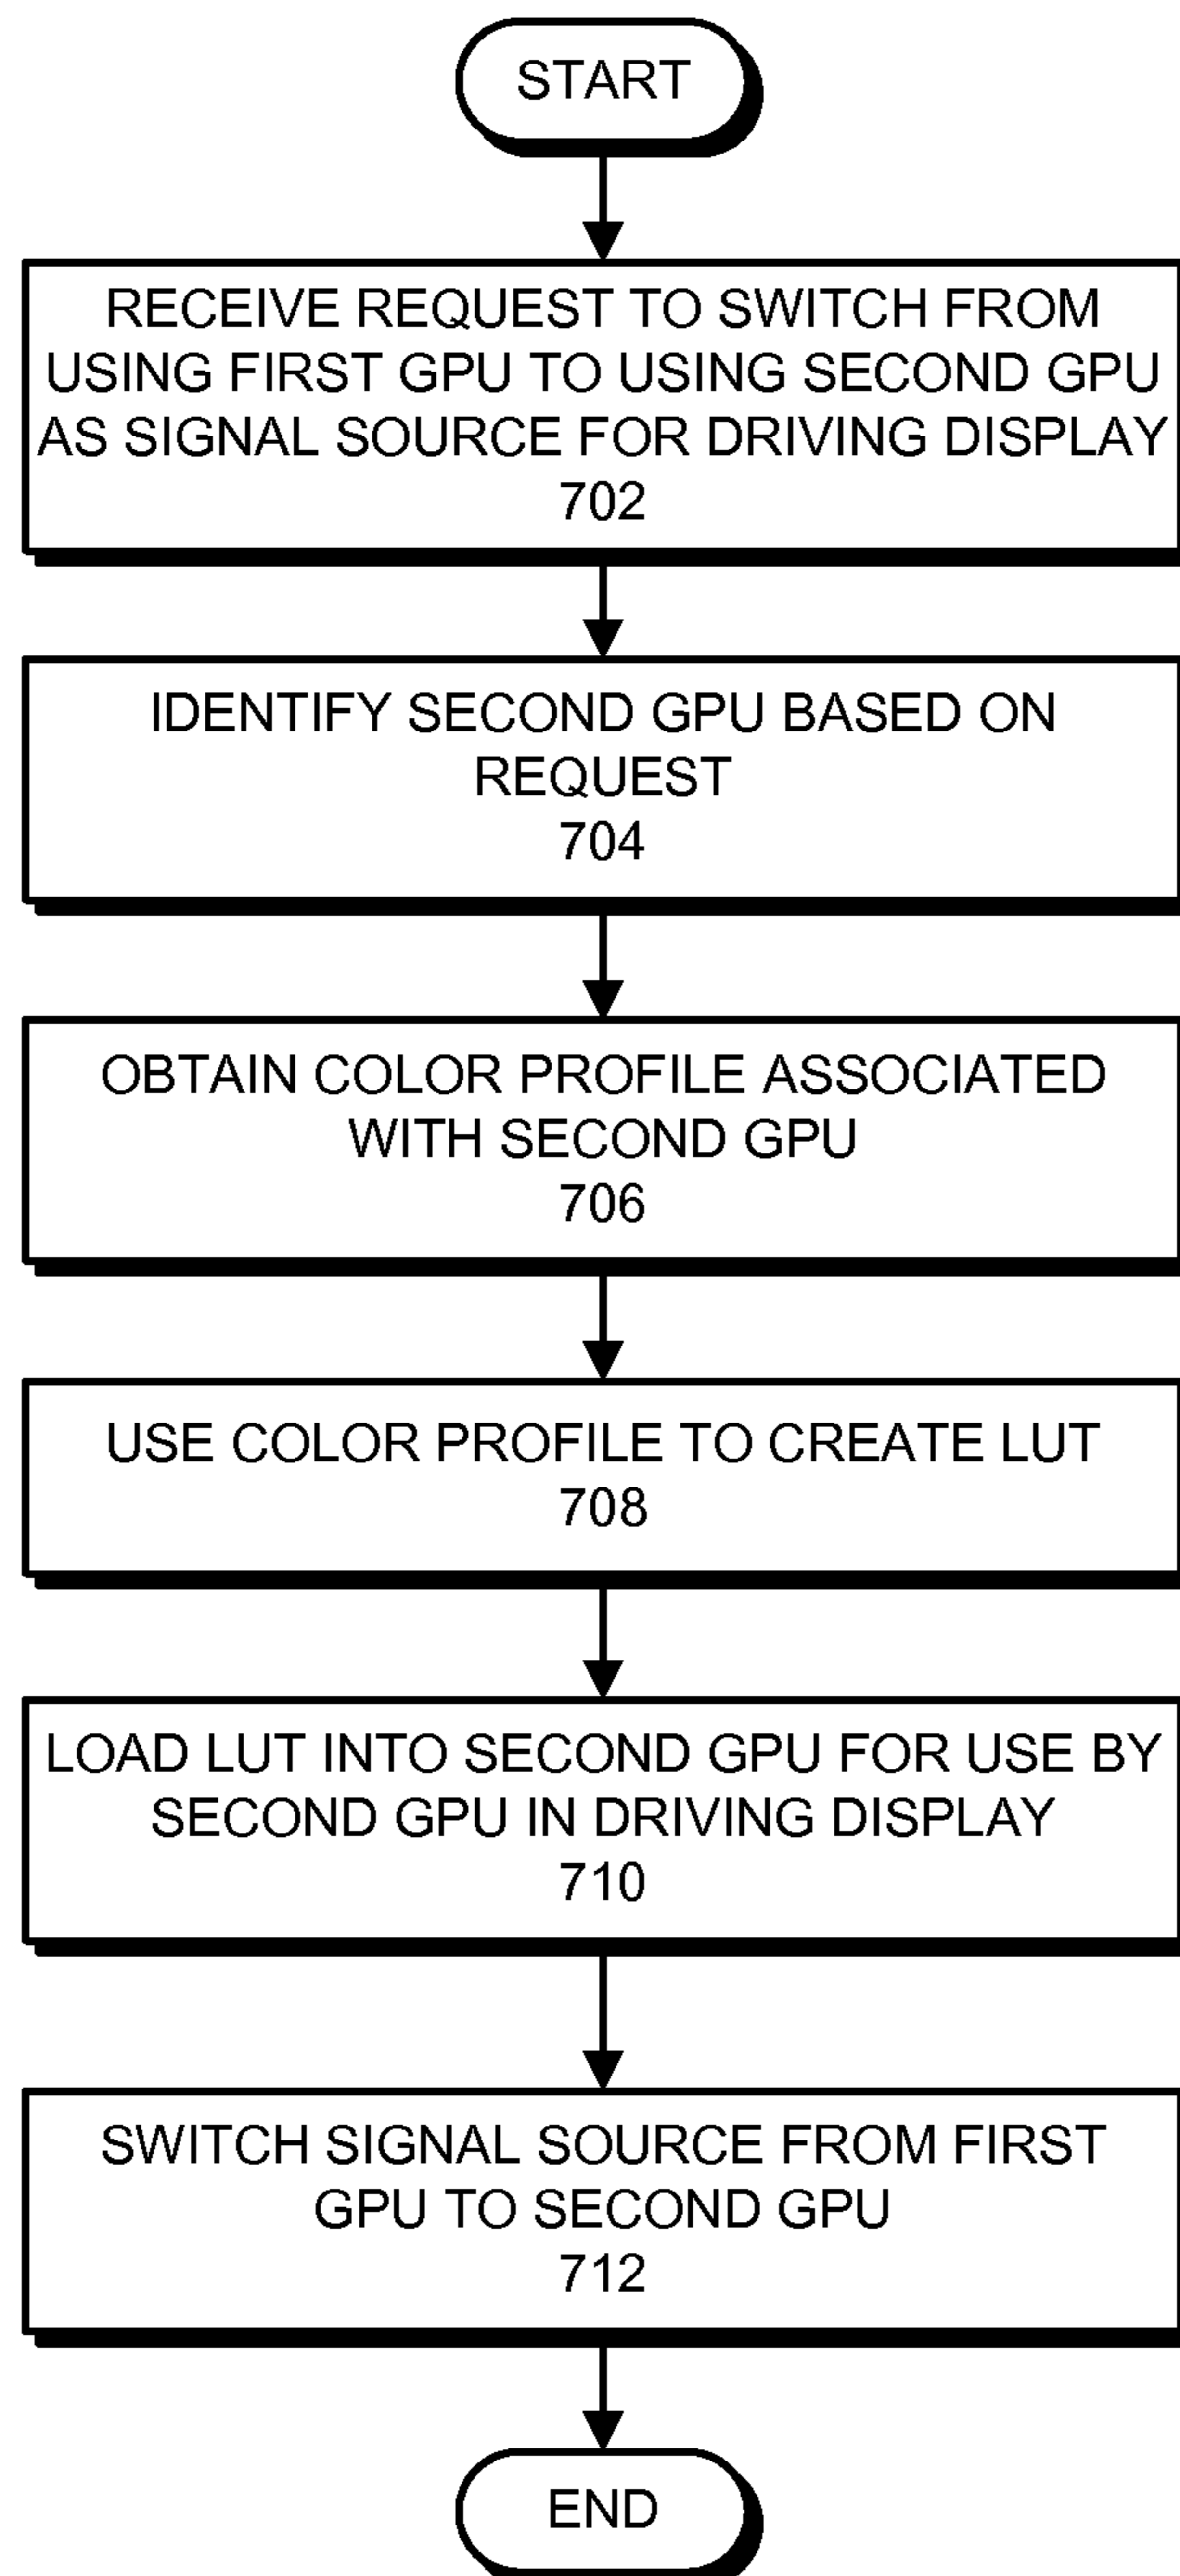 START
RECEIVE REQUEST TO SWITCH FROM
USING FIRST GPU TO USING SECOND GPU
AS SIGNAL SOURCE FOR DRIVING DISPLAY
702
IDENTIFY SECOND GPU BASED ON
REQUEST
704
OBTAIN COLOR PROFILE ASSOCIATED
WITH SECOND GPU
706
USE COLOR PROFILE TO CREATE LUT
708
LOAD LUT INTO SECOND GPU FOR USE BY
SECOND GPU IN DRIVING DISPLAY
710
SWITCH SIGNAL SOURCE FROM FIRST
GPU TO SECOND GPU
712
END